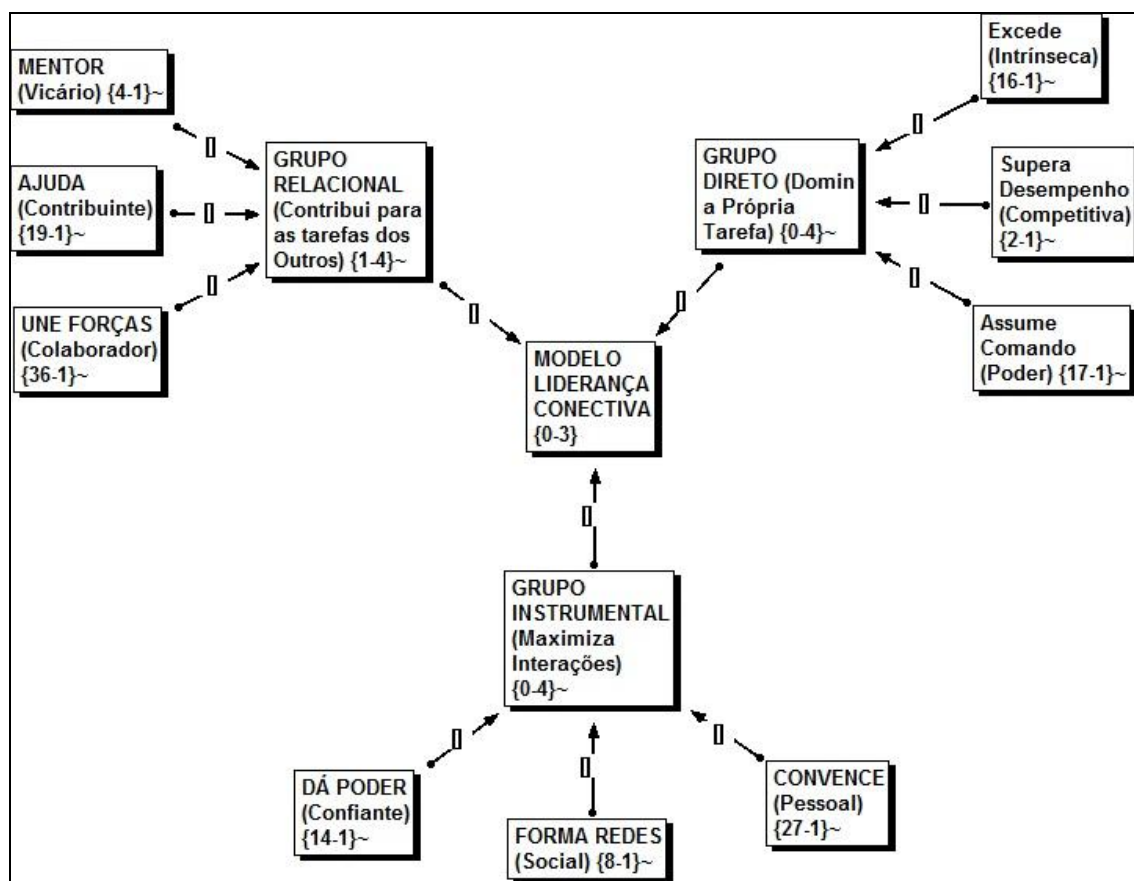 MENTOR
(Vicário) {4-1}~
AJUDA
(Contribuinte)
{19-1}~
UNE FORÇAS
(Colaborador)
{36-1}~
GRUPO
RELACIONAL
(Contribui para
as tarefas dos
Outros) {1-4}~
Excede
(Intrínseca)
{16-1}~
GRUPO
DIRETO (Domin
a Própria
Tarefa) {0-4}~
Supera
Desempenho
(Competitiva)
{2-1}~
Assume
Comando
(Poder) {17-1}~
MODELO
LIDERANÇA
CONECTIVA
{0-3}
GRUPO
INSTRUMENTAL
(Maximiza
Interações)
{0-4}~
DÁ PODER
(Confiante)
{14-1}~
FORMA REDES
(Social) {8-1}~
CONVENCE
(Pessoal)
{27-1}~
[]
[]
[]
[]
[]
[]
[]
[]
[]
[]
[]
[]